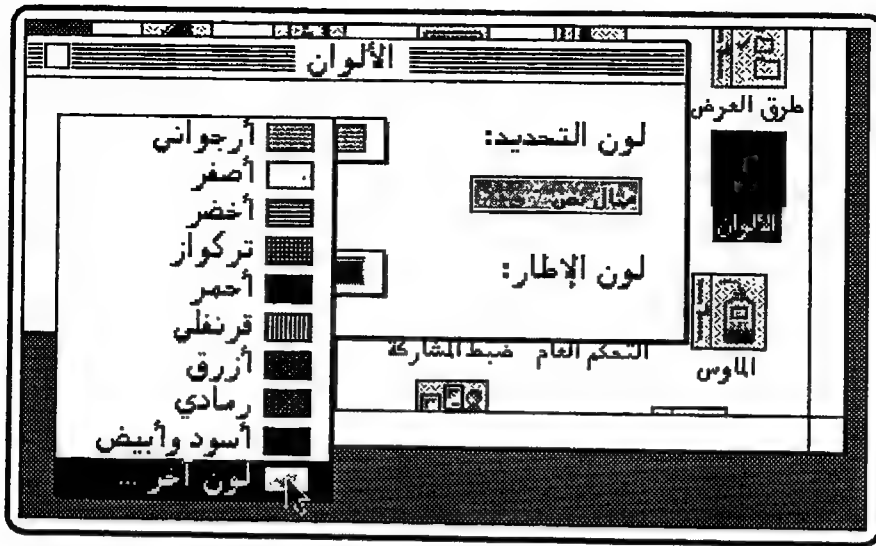 الألوان
طرق العرض
لون التحديد:
مثال نص
الألوان
لون الإطار:
الماوس
التحكم العام
ضبط المشاركة
أرجواني
أصفر
أخضر
تركواز
أحمر
قرنفلي
أزرق
رمادي
أسود وأبيض
لون آخر ...